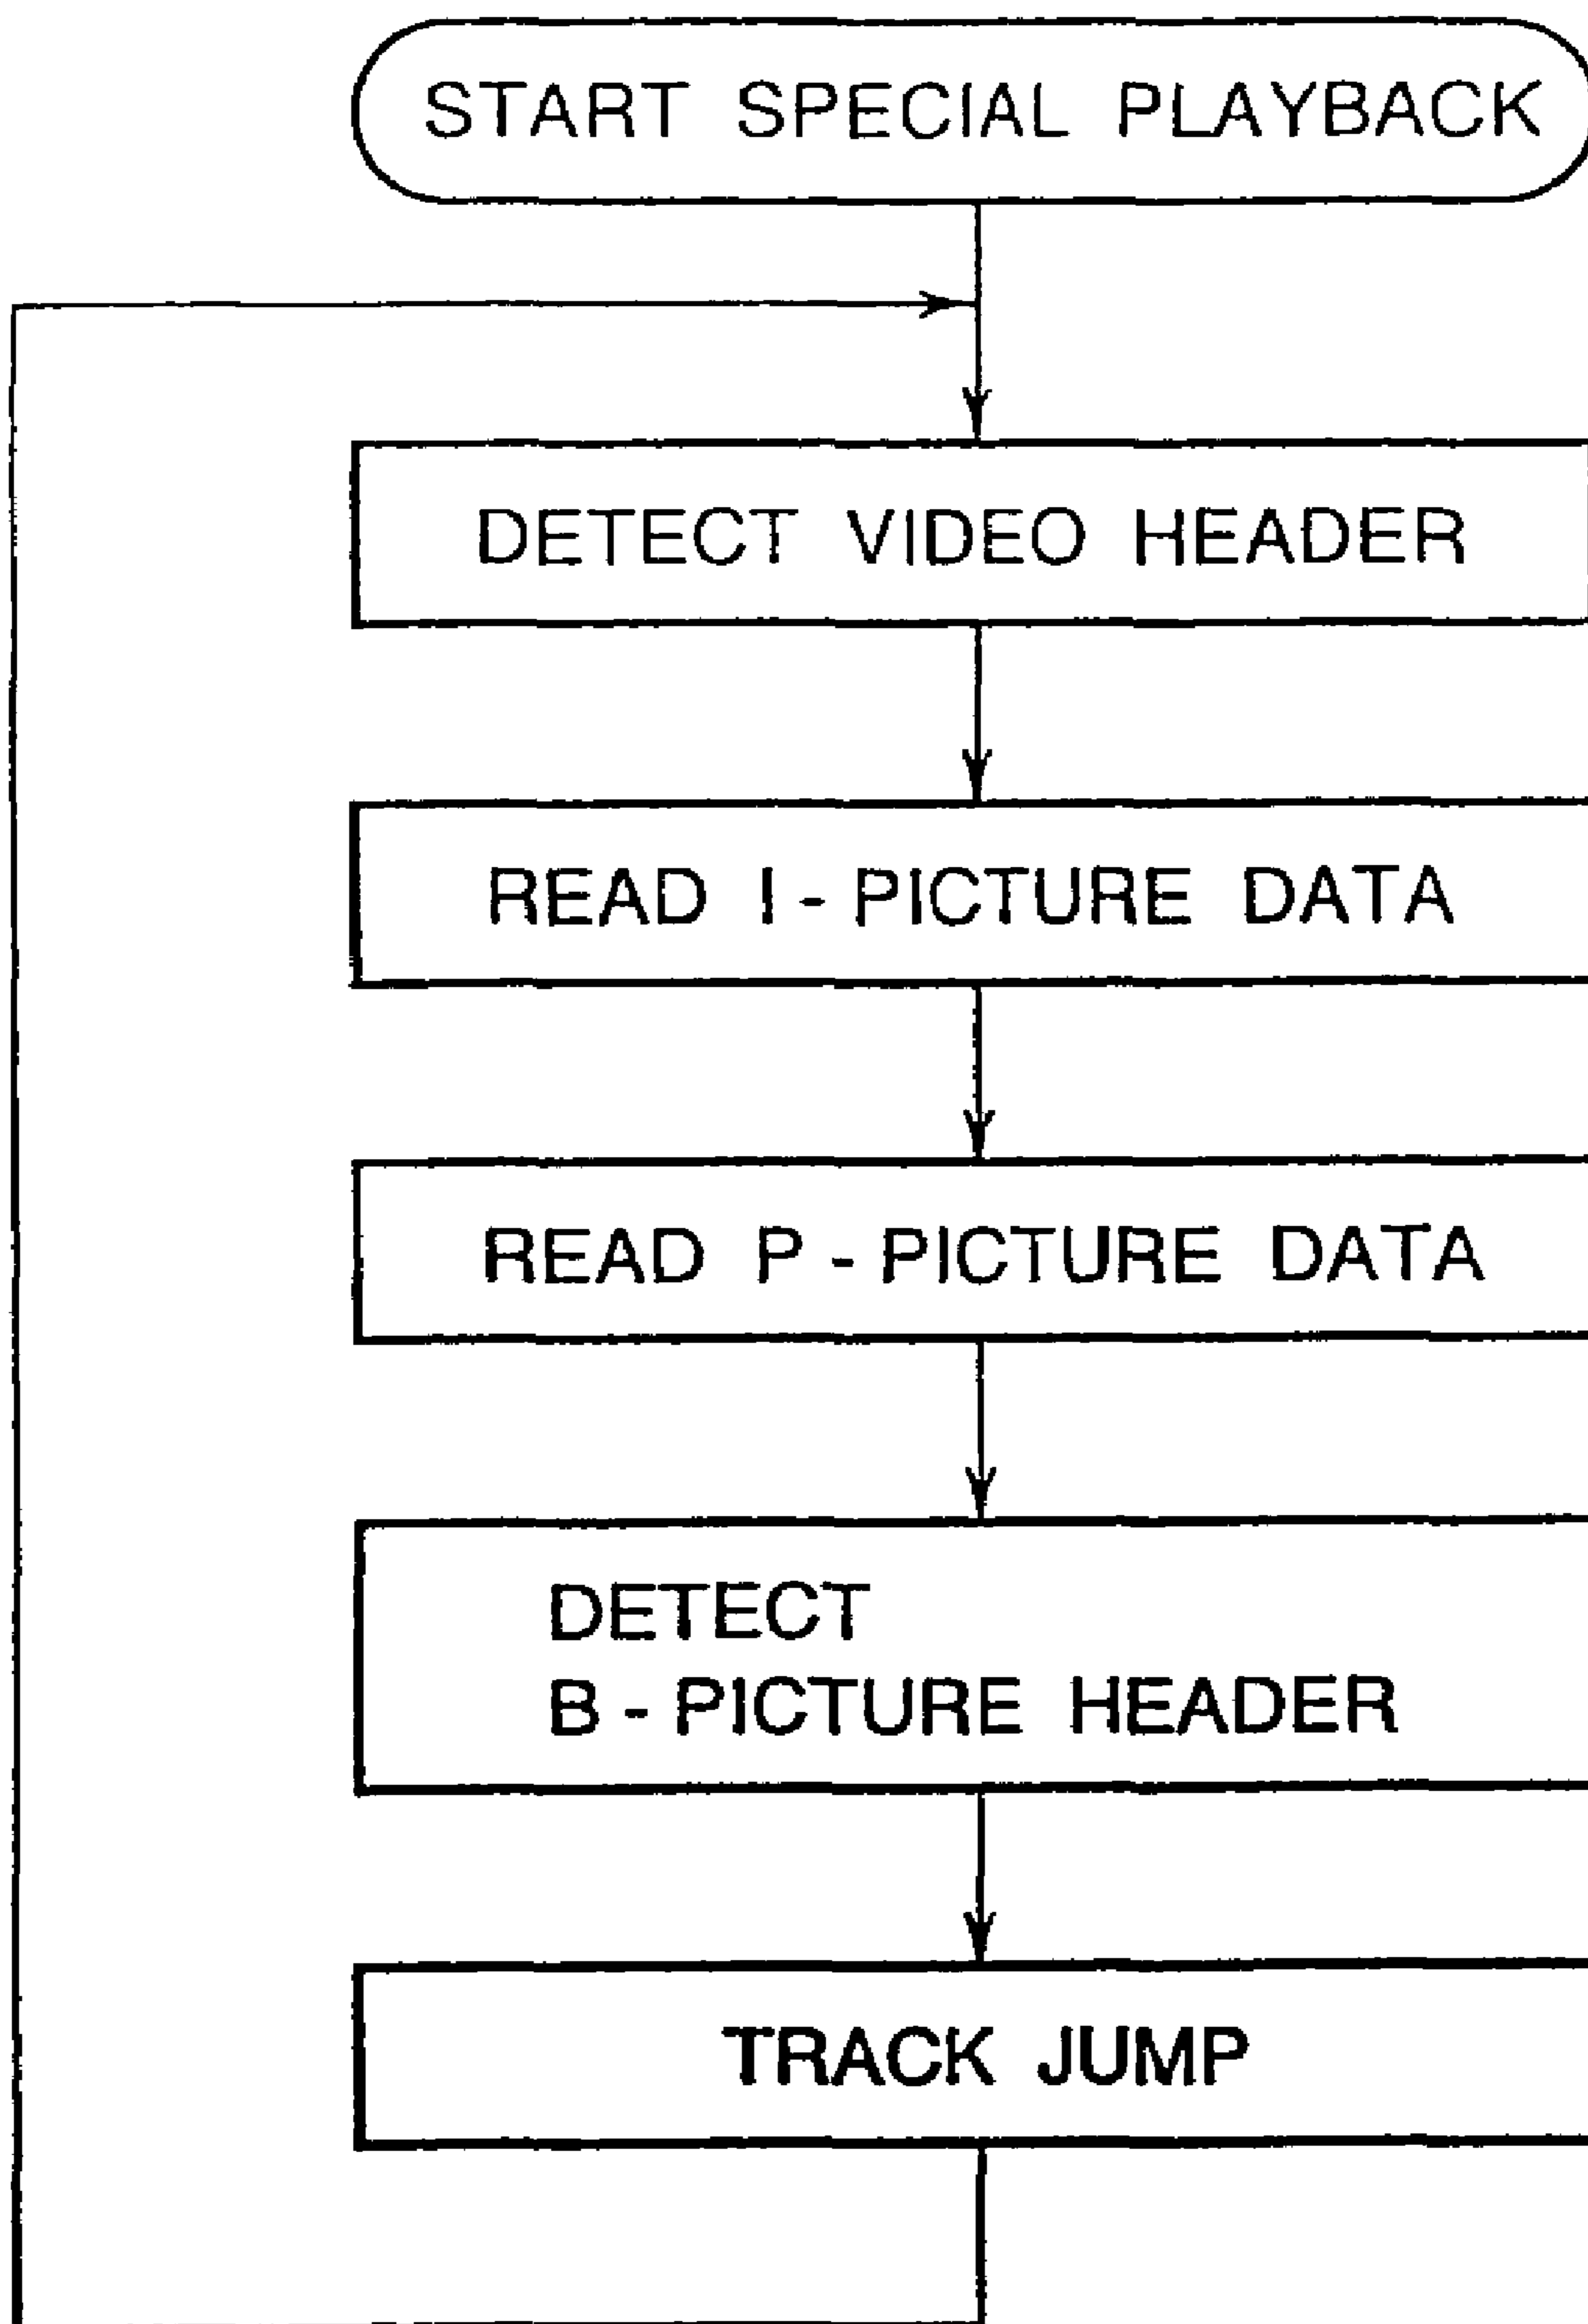 START SPECIAL PLAYBACK
DETECT VIDEO HEADER
READ I - PICTURE DATA
READ P - PICTURE DATA
DETECT
B - PICTURE HEADER
TRACK JUMP